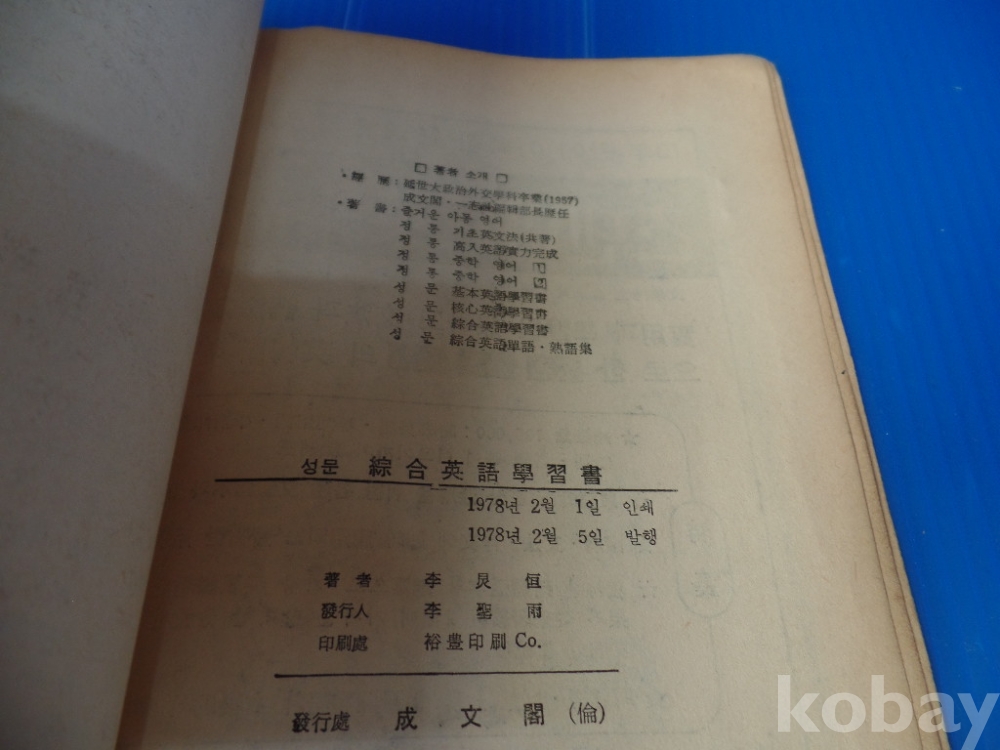 □ 著者 소개 □
• 經歷 : 延世大政治外交學科卒業(1957)
成文閣・一志社編輯部長歷任
• 著書 : 즐거운 아동 영어
정통 기초英文法(共著)
정통 高入英語實力完成
정통 중학 영어 1
정통 중학 영어 2
성문 基本英語學習書
성문 核心英語學習書
성문 綜合英語學習書
성문 綜合英語單語・熟語集
성문 綜合英語學習書
1978년 2월 1일 인쇄
1978년 2월 5일 발행
著者 李炅恒
發行人 李聖雨
印刷處 裕豊印刷 Co.
發行處 成文閣 (倫)
kobay